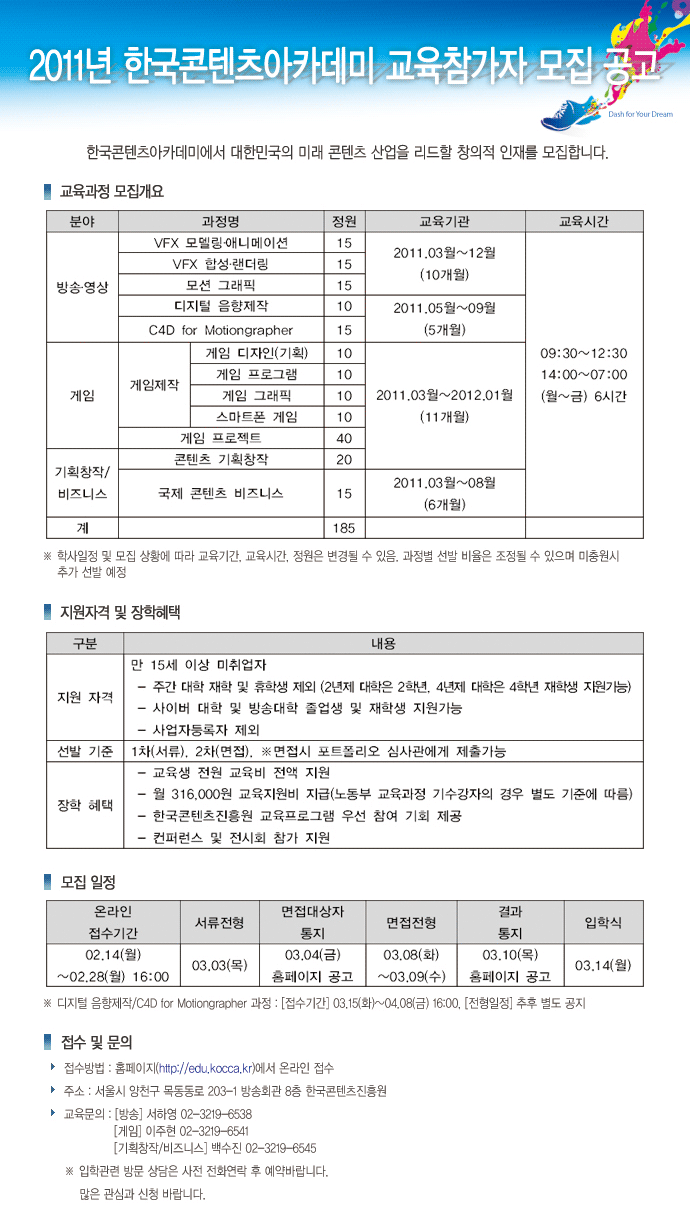 2011년 한국콘텐츠아카데미 교육참가자 모집 공고
Dash for Your Dream
한국콘텐츠아카데미에서 대한민국의 미래 콘텐츠 산업을 리드할 창의적 인재를 모집합니다.
교육과정 모집개요
분야 과정명 정원 교육기관 교육시간
방송·영상
VFX 모델링·애니메이션 15
VFX 합성·랜더링 15
모션 그래픽 15
2011.03월~12월
(10개월)
디지털 음향제작 10
C4D for Motiongrapher 15
2011.05월~09월
(5개월)
게임
게임제작
게임 디자인(기획) 10
게임 프로그램 10
게임 그래픽 10
스마트폰 게임 10
게임 프로젝트 40
2011.03월~2012.01월
(11개월)
09:30~12:30
14:00~07:00
(월~금) 6시간
기획창작/
비즈니스
콘텐츠 기획창작 20
국제 콘텐츠 비즈니스 15
2011.03월~08월
(6개월)
계 185
※ 학사일정 및 모집 상황에 따라 교육기간, 교육시간, 정원은 변경될 수 있음, 과정별 선발 비율은 조정될 수 있으며 미충원시
추가 선발 예정
지원자격 및 장학혜택
구분 내용
지원 자격
만 15세 이상 미취업자
- 주간 대학 재학 및 휴학생 제외 (2년제 대학은 2학년, 4년제 대학은 4학년 재학생 지원가능)
- 사이버 대학 및 방송대학 졸업생 및 재학생 지원가능
- 사업자등록자 제외
선발 기준 1차(서류), 2차(면접), ※면접시 포트폴리오 심사관에게 제출가능
장학 혜택
- 교육생 전원 교육비 전액 지원
- 월 316,000원 교육지원비 지급(노동부 교육과정 기수강자의 경우 별도 기준에 따름)
- 한국콘텐츠진흥원 교육프로그램 우선 참여 기회 제공
- 컨퍼런스 및 전시회 참가 지원
모집 일정
온라인
접수기간
서류전형
면접대상자
통지
면접전형
결과
통지
입학식
02.14(월)
~02.28(월) 16:00
03.03(목)
03.04(금)
홈페이지 공고
03.08(화)
~03.09(수)
03.10(목)
홈페이지 공고
03.14(월)
※ 디지털 음향제작/C4D for Motiongrapher 과정 : [접수기간] 03.15(화)~04.08(금) 16:00, [전형일정] 추후 별도 공지
접수 및 문의
접수방법 : 홈페이지(http://edu.kocca.kr)에서 온라인 접수
주소 : 서울시 양천구 목동동로 203-1 방송회관 8층 한국콘텐츠진흥원
교육문의 : [방송] 서하영 02-3219-6538
[게임] 이주현 02-3219-6541
[기획창작/비즈니스] 백수진 02-3219-6545
※ 입학관련 방문 상담은 사전 전화연락 후 예약바랍니다.
많은 관심과 신청 바랍니다.